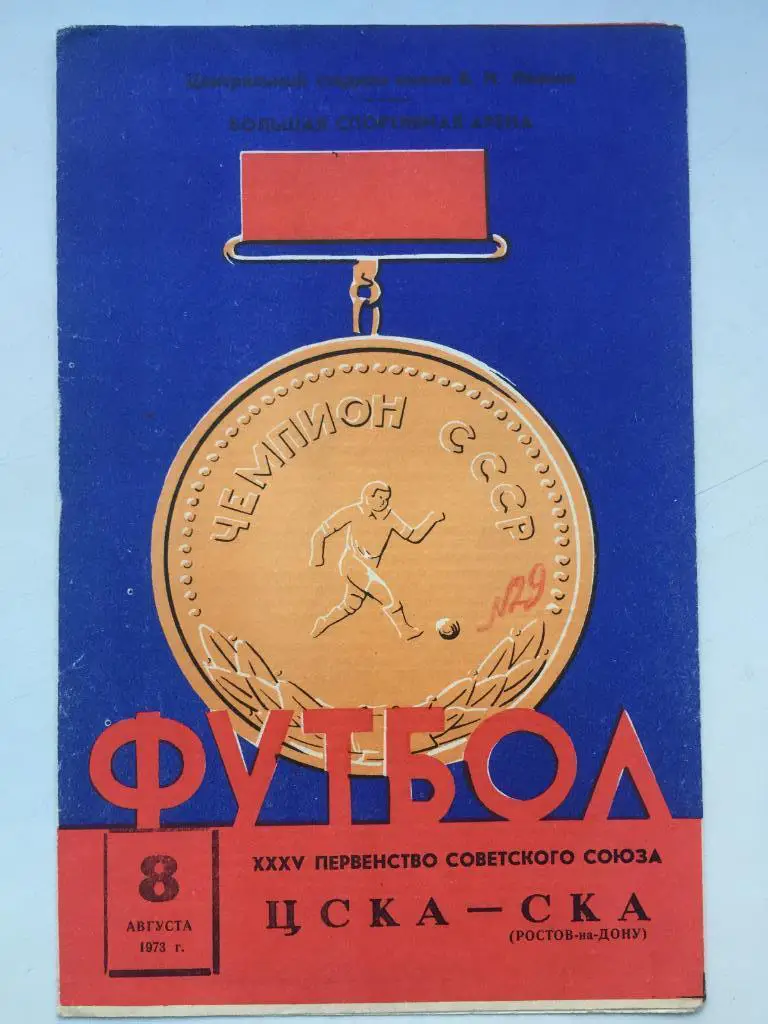 Центральный стадион имени В. И. Ленина
БОЛЬШАЯ СПОРТИВНАЯ АРЕНА
ЧЕМПИОН СССР
№29
ФУТБОЛ
8
АВГУСТА
1973 г.
XXXV ПЕРВЕНСТВО СОВЕТСКОГО СОЮЗА
ЦСКА — СКА
(РОСТОВ-на-ДОНУ)